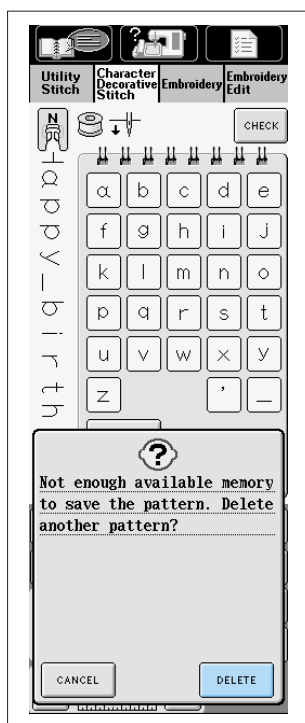 Utility
Stitch
Character
Decorative
Stitch
Embroidery
Embroidery
Edit
N
CHECK
Happy_birth
a b c d e
f g h i j
k l m n o
p q r s t
u v w x y
z ' _
Not enough available memory
to save the pattern. Delete
another pattern?
CANCEL
DELETE